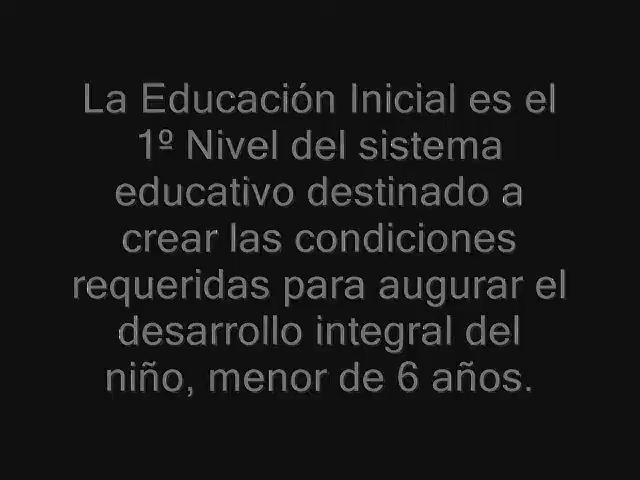 La Educación Inicial es el
1º Nivel del sistema
educativo destinado a
crear las condiciones
requeridas para augurar el
desarrollo integral del
niño, menor de 6 años.